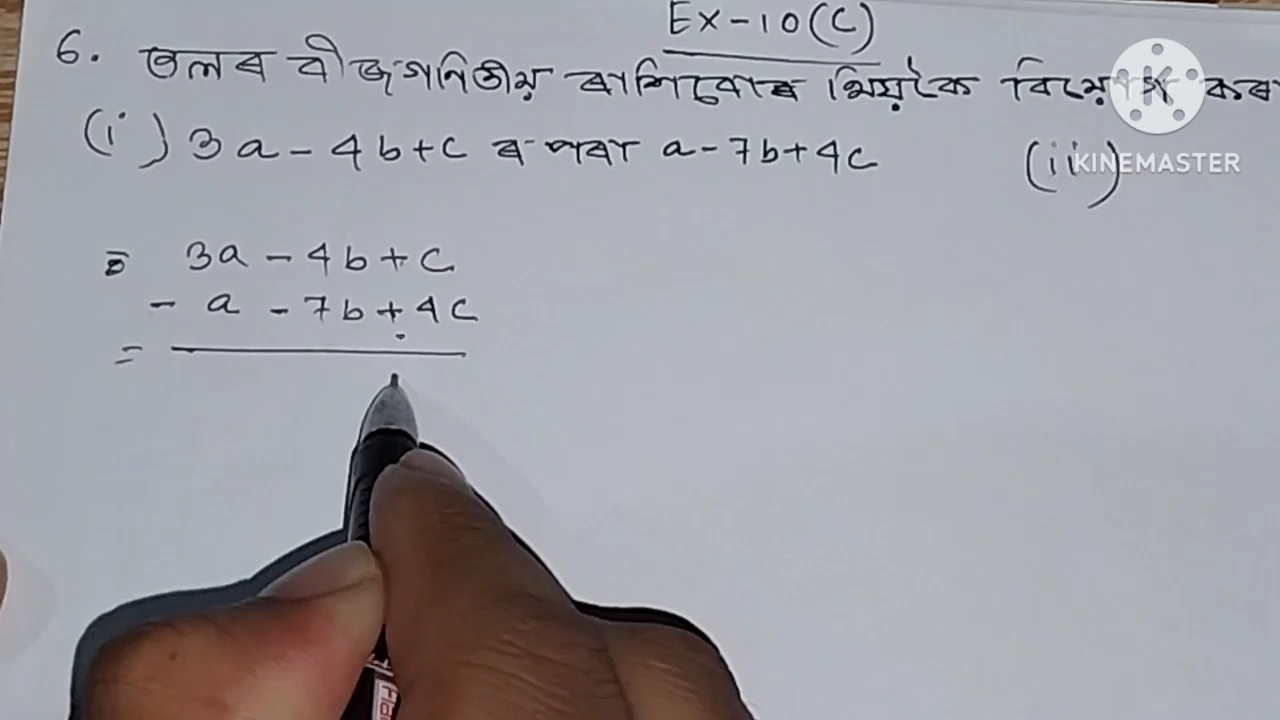 Ex-10(C)
6. তলৰ বীজগণিতীয় ৰাশিবোৰ থিয়কৈ বিয়োগ কৰ
(i) 3a-4b+c ৰ পৰা a-7b+4c (ii)
KINEMASTER
3a-4b+c
- a -7b+4c
=